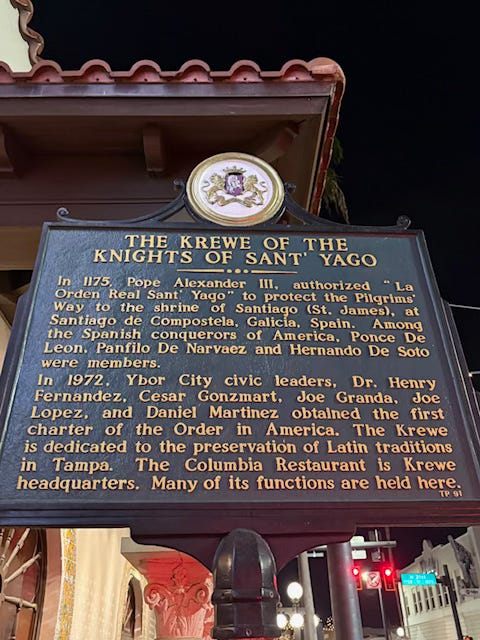 THE KREWE OF THE
KNIGHTS OF SANT' YAGO
In 1175, Pope Alexander III, authorized "La
Orden Real Sant' Yago" to protect the Pilgrims'
Way to the shrine of Santiago (St. James), at
Santiago de Compostela, Galicia, Spain. Among
the Spanish conquerors of America, Ponce De
Leon, Panfilo De Narvaez and Hernando De Soto
were members.
In 1972, Ybor City civic leaders, Dr. Henry
Fernandez, Cesar Gonzmart, Joe Granda, Joe
Lopez, and Daniel Martinez obtained the first
charter of the Order in America. The Krewe
is dedicated to the preservation of Latin traditions
in Tampa. The Columbia Restaurant is Krewe
headquarters. Many of its functions are held here.
TP 91